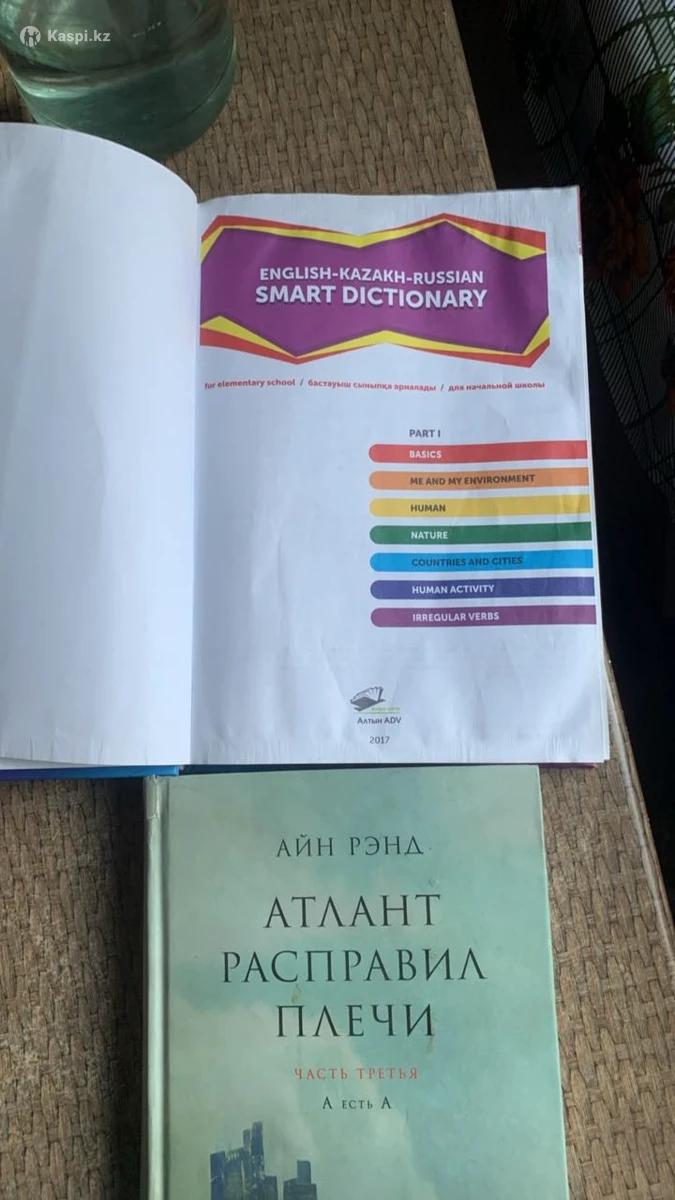 Kaspi.kz
ENGLISH-KAZAKH-RUSSIAN
SMART DICTIONARY
for elementary school / бастауыш сыныпқа арналады / для начальной школы
PART I
BASICS
ME AND MY ENVIRONMENT
HUMAN
NATURE
COUNTRIES AND CITIES
HUMAN ACTIVITY
IRREGULAR VERBS
Алтын ADV
2017
АЙН РЭНД
АТЛАНТ
РАСПРАВИЛ
ПЛЕЧИ
ЧАСТЬ ТРЕТЬЯ
А ЕСТЬ А